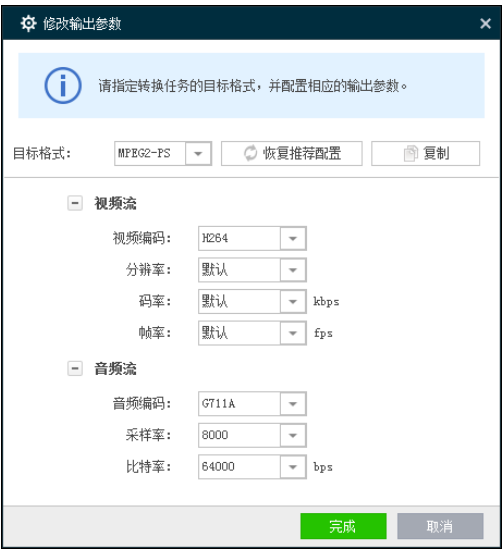 修改输出参数
请指定转换任务的目标格式，并配置相应的输出参数。
目标格式： MPEG2-PS 恢复推荐配置 复制
视频流
视频编码： H264
分辨率： 默认
码率： 默认 kbps
帧率： 默认 fps
音频流
音频编码： G711A
采样率： 8000
比特率： 64000 bps
完成 取消